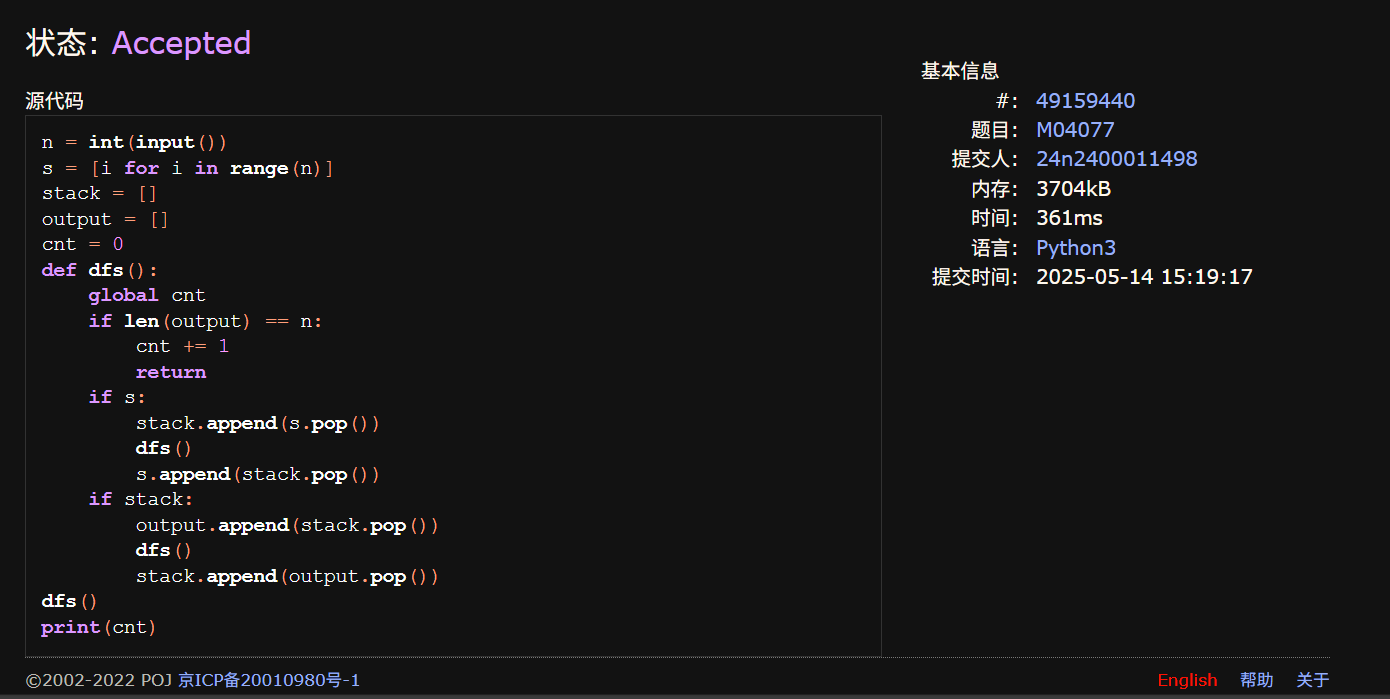 状态: Accepted
源代码
n = int(input())
s = [i for i in range(n)]
stack = []
output = []
cnt = 0
def dfs():
    global cnt
    if len(output) == n:
        cnt += 1
        return
    if s:
        stack.append(s.pop())
        dfs()
        s.append(stack.pop())
    if stack:
        output.append(stack.pop())
        dfs()
        stack.append(output.pop())
dfs()
print(cnt)
基本信息
#: 49159440
题目: M04077
提交人: 24n2400011498
内存: 3704kB
时间: 361ms
语言: Python3
提交时间: 2025-05-14 15:19:17
©2002-2022 POJ 京ICP备20010980号-1
English 帮助 关于